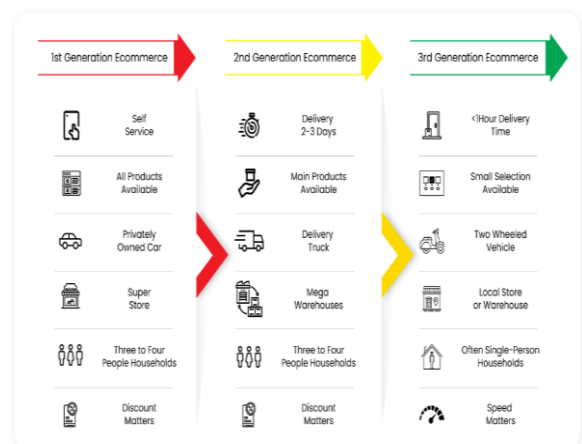 1st Generation Ecommerce
Self
Service
All Products
Available
Privately
Owned Car
Super
Store
Three to Four
People Households
Discount
Matters
2nd Generation Ecommerce
Delivery
2-3 Days
Main Products
Available
Delivery
Truck
Mega
Warehouses
Three to Four
People Households
Discount
Matters
3rd Generation Ecommerce
<1Hour Delivery
Time
Small Selection
Available
Two Wheeled
Vehicle
Local Store
or Warehouse
Often Single-Person
Households
Speed
Matters